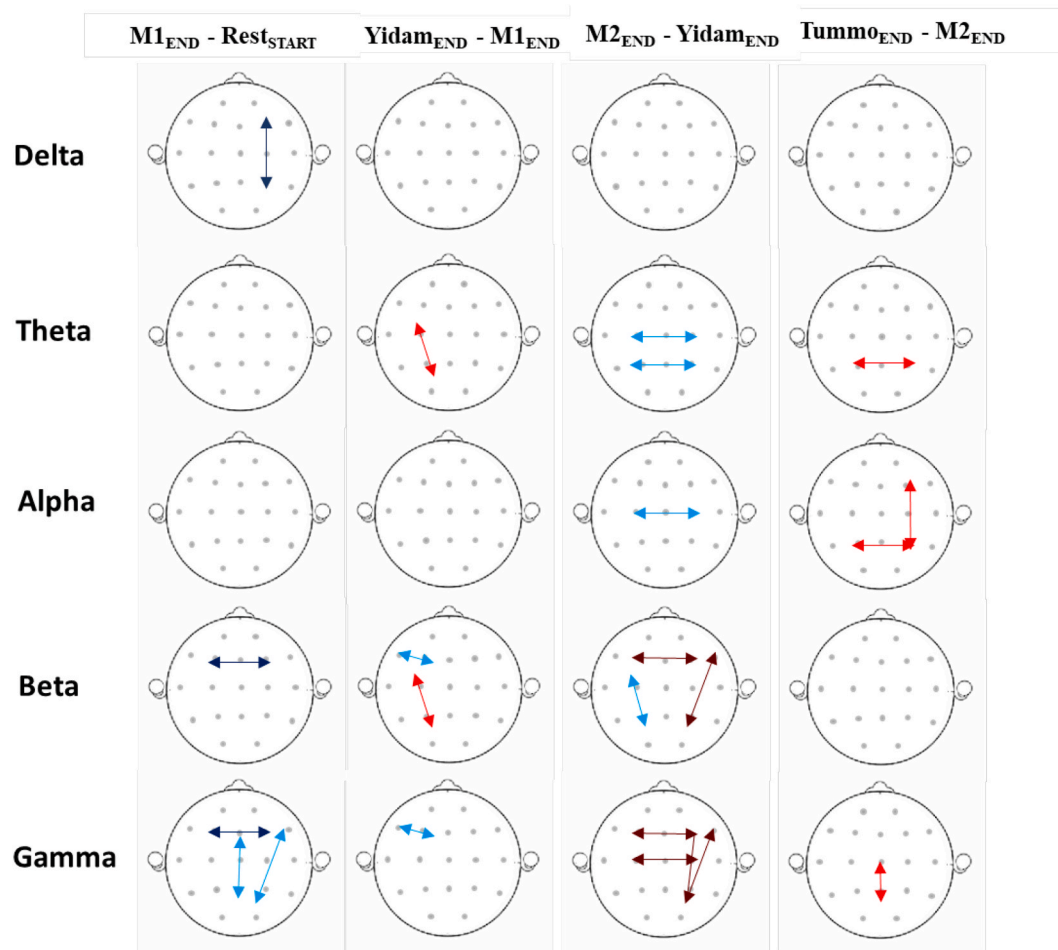 M1END - RestSTART
YidamEND - M1END
M2END - YidamEND
TummoEND - M2END
Delta
Theta
Alpha
Beta
Gamma